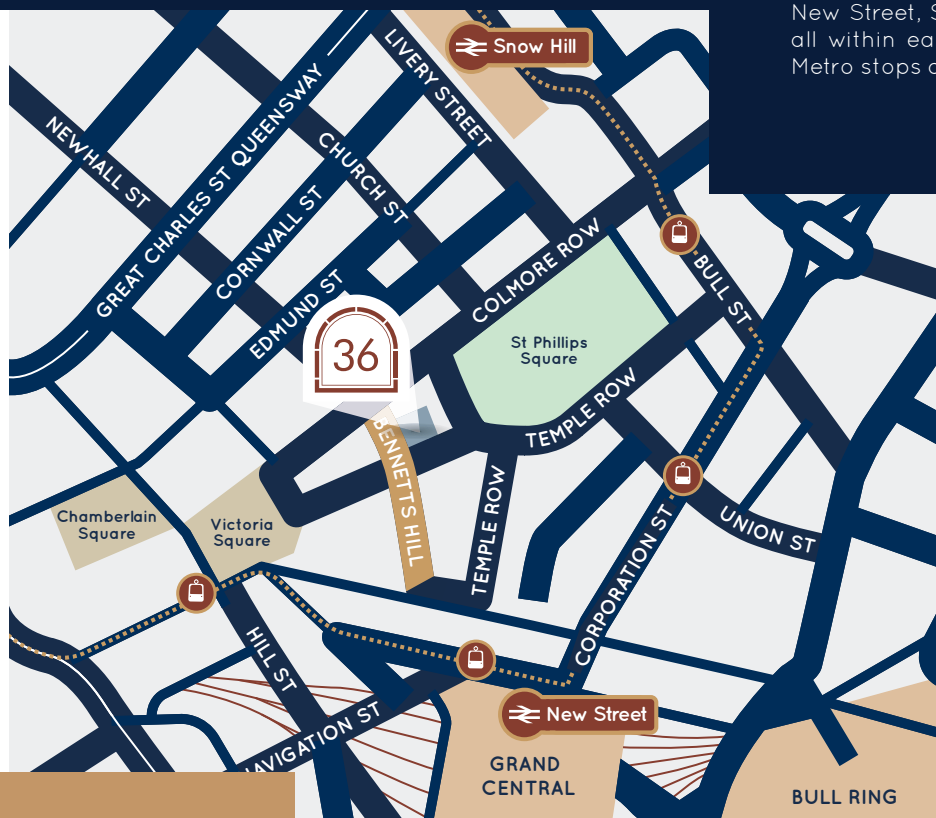 New Street, S
all within ea
Metro stops
Snow Hill
LIVERY STREET
NEWHALL ST
GREAT CHARLES ST QUEENSWAY
CHURCH ST
CORNWALL ST
EDMUND ST
COLMORE ROW
BULL ST
36
St Phillips
Square
TEMPLE ROW
BENNETTS HILL
TEMPLE ROW
UNION ST
Chamberlain
Square
Victoria
Square
CORPORATION ST
HILL ST
NAVIGATION ST
New Street
GRAND
CENTRAL
BULL RING